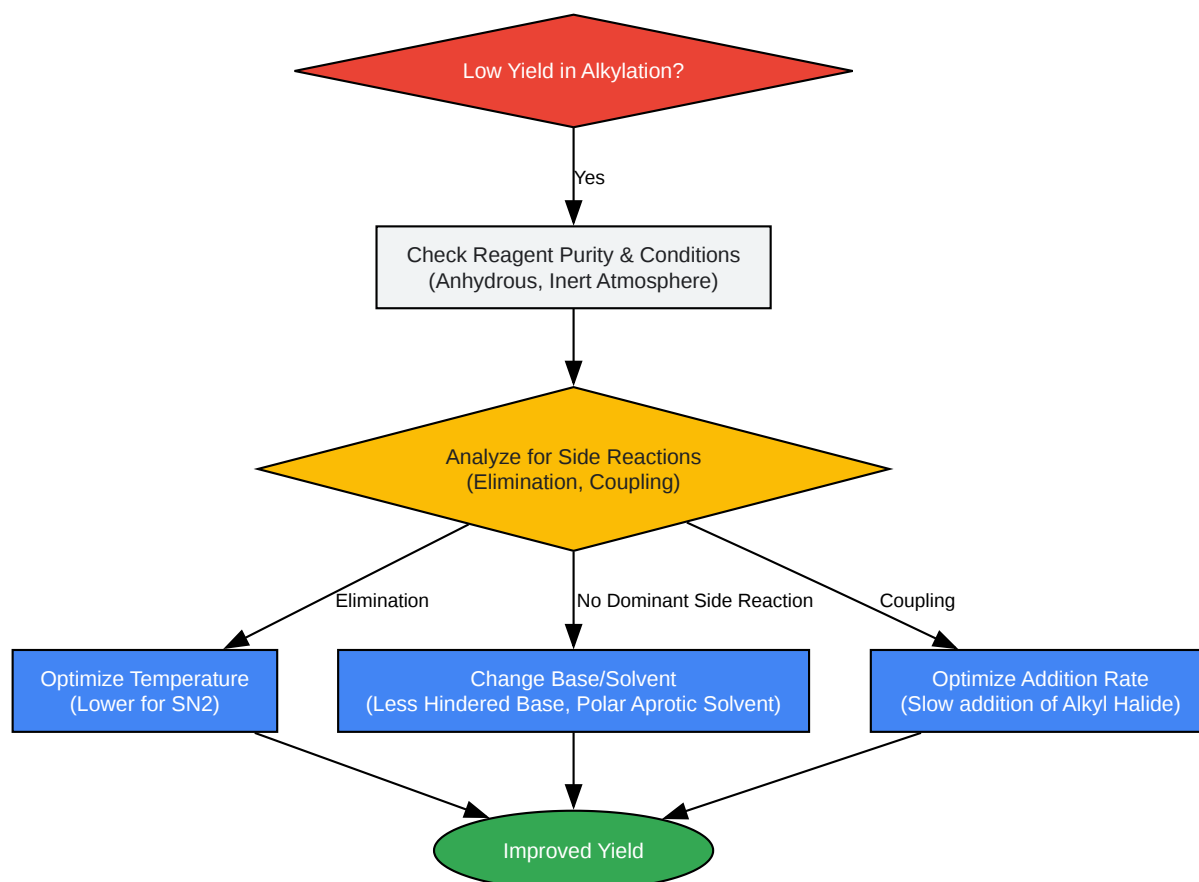 Low Yield in Alkylation?
Yes
Check Reagent Purity & Conditions
(Anhydrous, Inert Atmosphere)
Analyze for Side Reactions
(Elimination, Coupling)
Elimination
No Dominant Side Reaction
Coupling
Optimize Temperature
(Lower for SN2)
Change Base/Solvent
(Less Hindered Base, Polar Aprotic Solvent)
Optimize Addition Rate
(Slow addition of Alkyl Halide)
Improved Yield